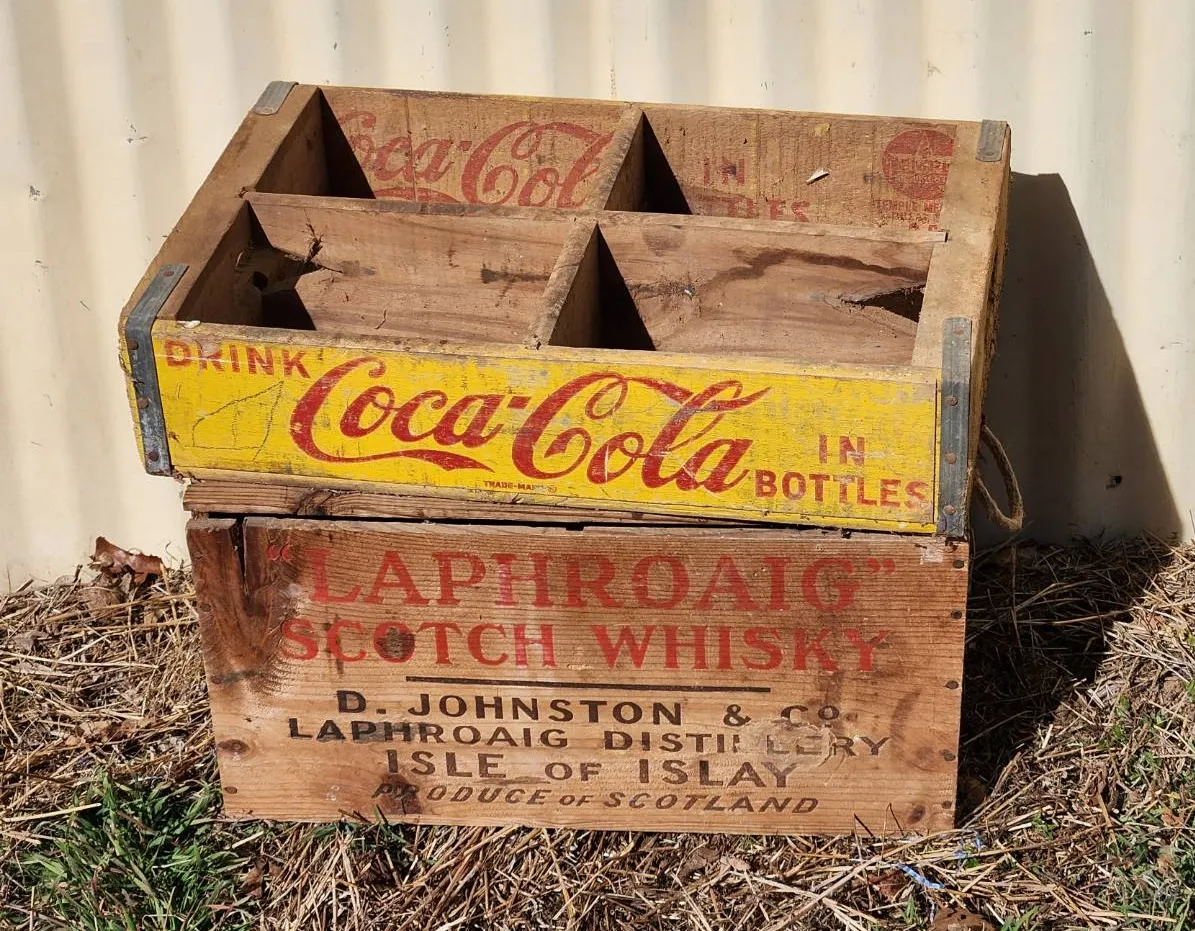 Coca-Cola
IN
BOTTLES
DRINK Coca-Cola IN
BOTTLES
TRADE-MARK ®
"LAPHROAIG"
SCOTCH WHISKY
D. JOHNSTON & Co.
LAPHROAIG DISTILLERY
ISLE OF ISLAY
PRODUCE OF SCOTLAND